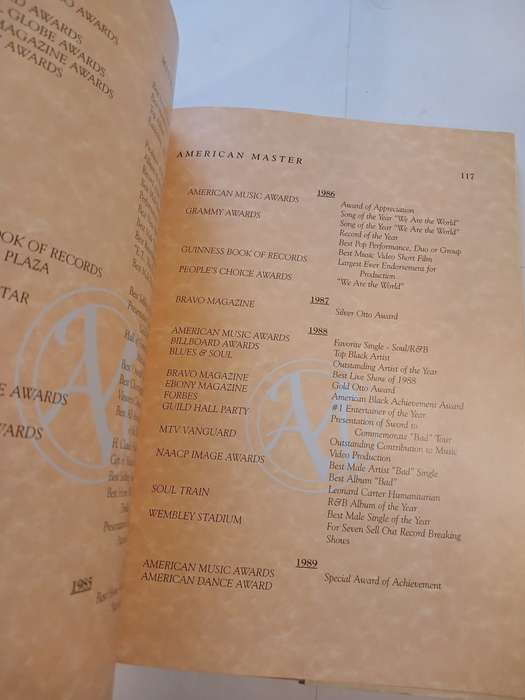 O AWARDS
D AWARDS
GLOBE AWARDS
MAGAZINE AWARDS
AWARDS
OOK OF RECORDS
PLAZA
TAR
E AWARDS
WARDS
1985
AMERICAN MASTER
117
1986
AMERICAN MUSIC AWARDS Award of Appreciation
Song of the Year "We Are the World"
GRAMMY AWARDS Song of the Year "We Are the World"
Record of the Year
Best Pop Performance, Duo or Group
Best Music Video Short Film
GUINNESS BOOK OF RECORDS Largest Ever Endorsement for
Production
PEOPLE'S CHOICE AWARDS "We Are the World"
1987
BRAVO MAGAZINE Silver Otto Award
1988
AMERICAN MUSIC AWARDS Favorite Single - Soul/R&B
BILLBOARD AWARDS Top Black Artist
BLUES & SOUL Outstanding Artist of the Year
Best Live Show of 1988
BRAVO MAGAZINE Gold Otto Award
EBONY MAGAZINE American Black Achievement Award
FORBES #1 Entertainer of the Year
GUILD HALL PARTY Presentation of Sword to
Commemorate "Bad" Tour
MTV VANGUARD Outstanding Contribution to Music
Video Production
NAACP IMAGE AWARDS Best Male Artist "Bad" Single
Best Album "Bad"
Leonard Carter Humanitarian
SOUL TRAIN R&B Album of the Year
Best Male Single of the Year
WEMBLEY STADIUM For Seven Sell Out Record Breaking
Shows
1989
AMERICAN MUSIC AWARDS Special Award of Achievement
AMERICAN DANCE AWARD